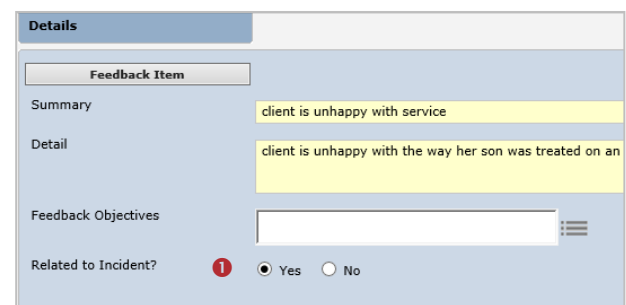 Details
Feedback Item
Summary
client is unhappy with service
Detail
client is unhappy with the way her son was treated on an
Feedback Objectives
Related to Incident? 1 Yes No